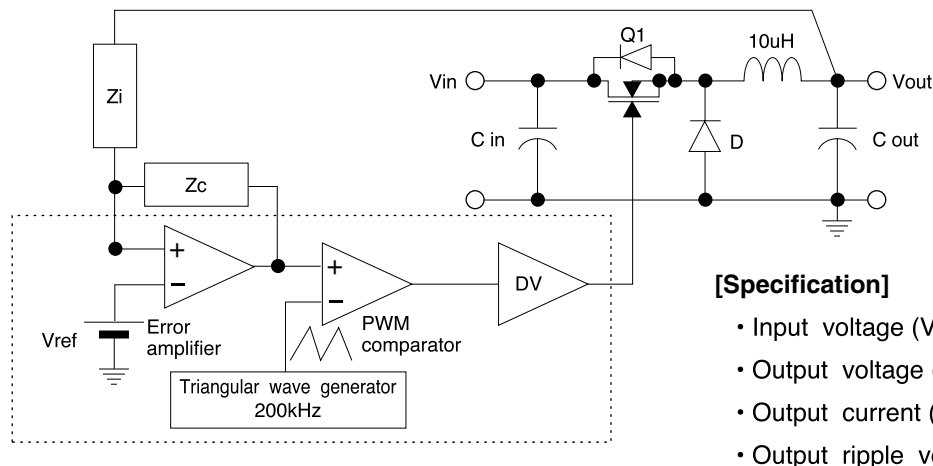 Q1
10uH
Vin
Vout
Zi
C in
D
C out
Zc
+
−
+
−
DV
Vref
Error
amplifier
PWM
comparator
Triangular wave generator
200kHz
[Specification]
• Input voltage (V
• Output voltage
• Output current (
• Output ripple